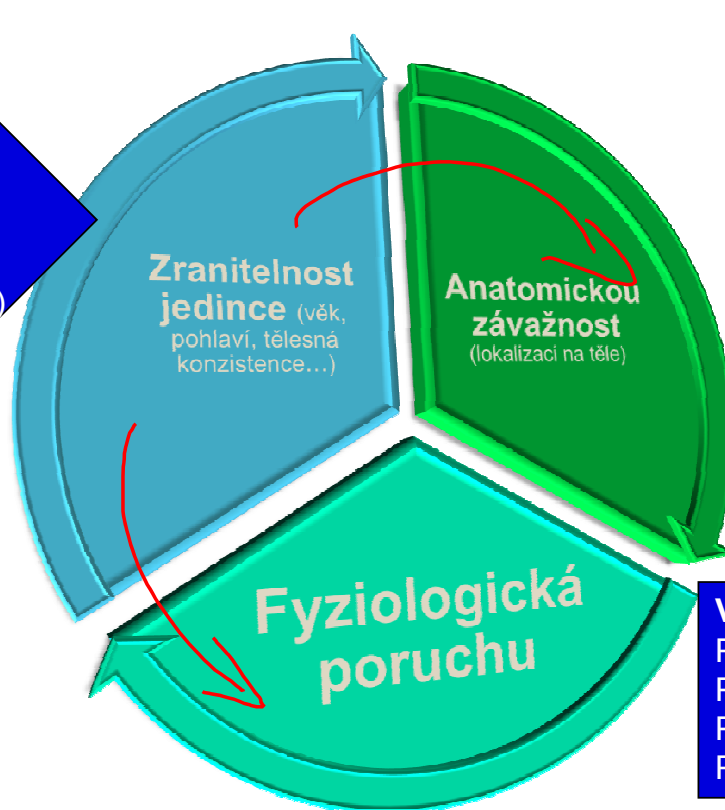 Zranitelnost
jedince (věk,
pohlaví, tělesná
konzistence...)
Anatomickou
závažnost
(lokalizaci na těle)
Fyziologická
poruchu
)